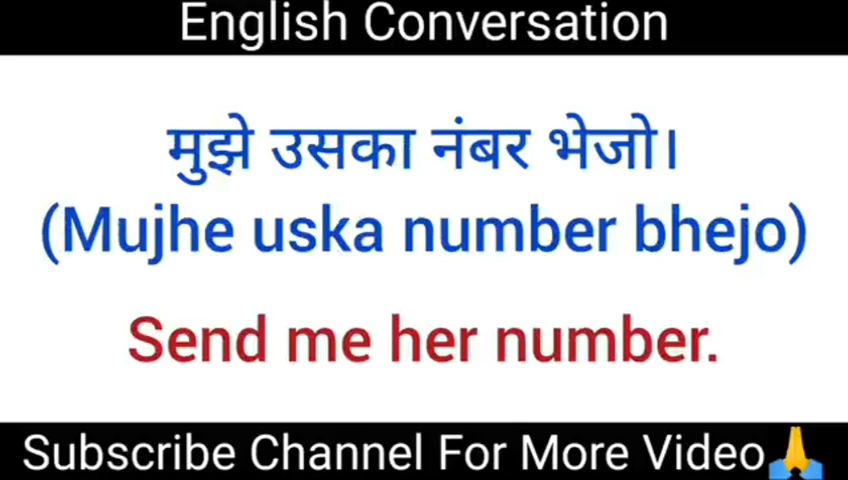 English Conversation
मुझे उसका नंबर भेजो।
(Mujhe uska number bhejo)
Send me her number.
Subscribe Channel For More Video🙏